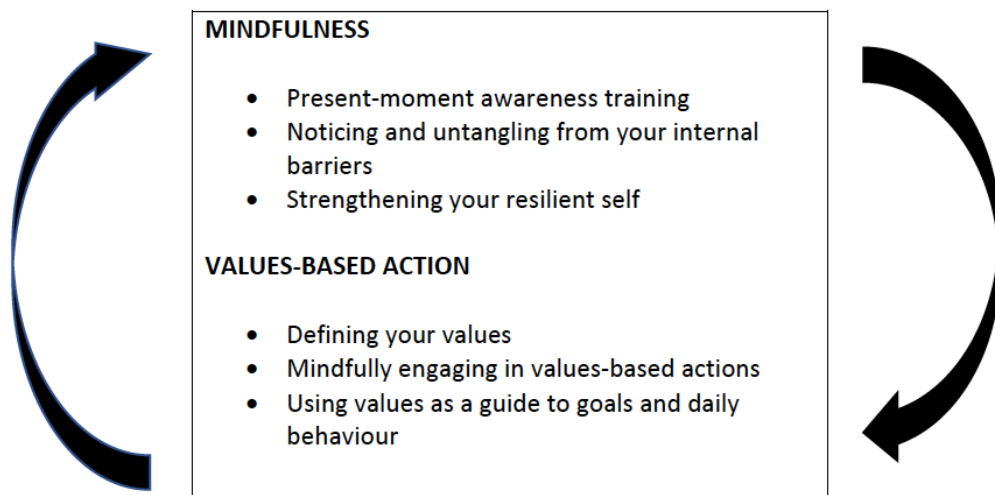 MINDFULNESS
• Present-moment awareness training
• Noticing and untangling from your internal
barriers
• Strengthening your resilient self
VALUES-BASED ACTION
• Defining your values
• Mindfully engaging in values-based actions
• Using values as a guide to goals and daily
behaviour